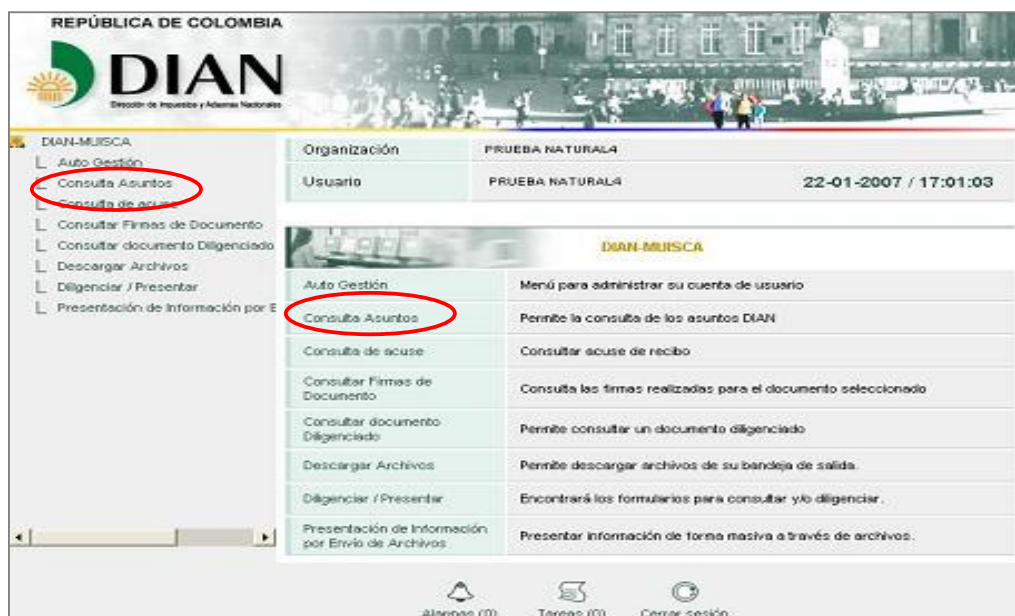 REPÚBLICA DE COLOMBIA
DIAN
Dirección de Impuestos y Aduanas Nacionales
DIAN-MUISCA
Auto Gestión
Consulta Asuntos
Consulta de acuse
Consultar Firmas de Documento
Consultar documento Diligenciado
Descargar Archivos
Diligenciar / Presentar
Presentación de Información por E
Organización PRUEBA NATURAL4
Usuario PRUEBA NATURAL4 22-01-2007 / 17:01:03
DIAN-MUISCA
Auto Gestión Menú para administrar su cuenta de usuario
Consulta Asuntos Permite la consulta de los asuntos DIAN
Consulta de acuse Consultar acuse de recibo
Consultar Firmas de
Documento
Consulta las firmas realizadas para el documento seleccionado
Consultar documento
Diligenciado
Permite consultar un documento diligenciado
Descargar Archivos Permite descargar archivos de su bandeja de salida.
Diligenciar / Presentar Encontrará los formularios para consultar y/o diligenciar.
Presentación de Información
por Envío de Archivos
Presentar información de forma masiva a través de archivos.
Alarmas (0) Tareas (0) Cerrar sesión